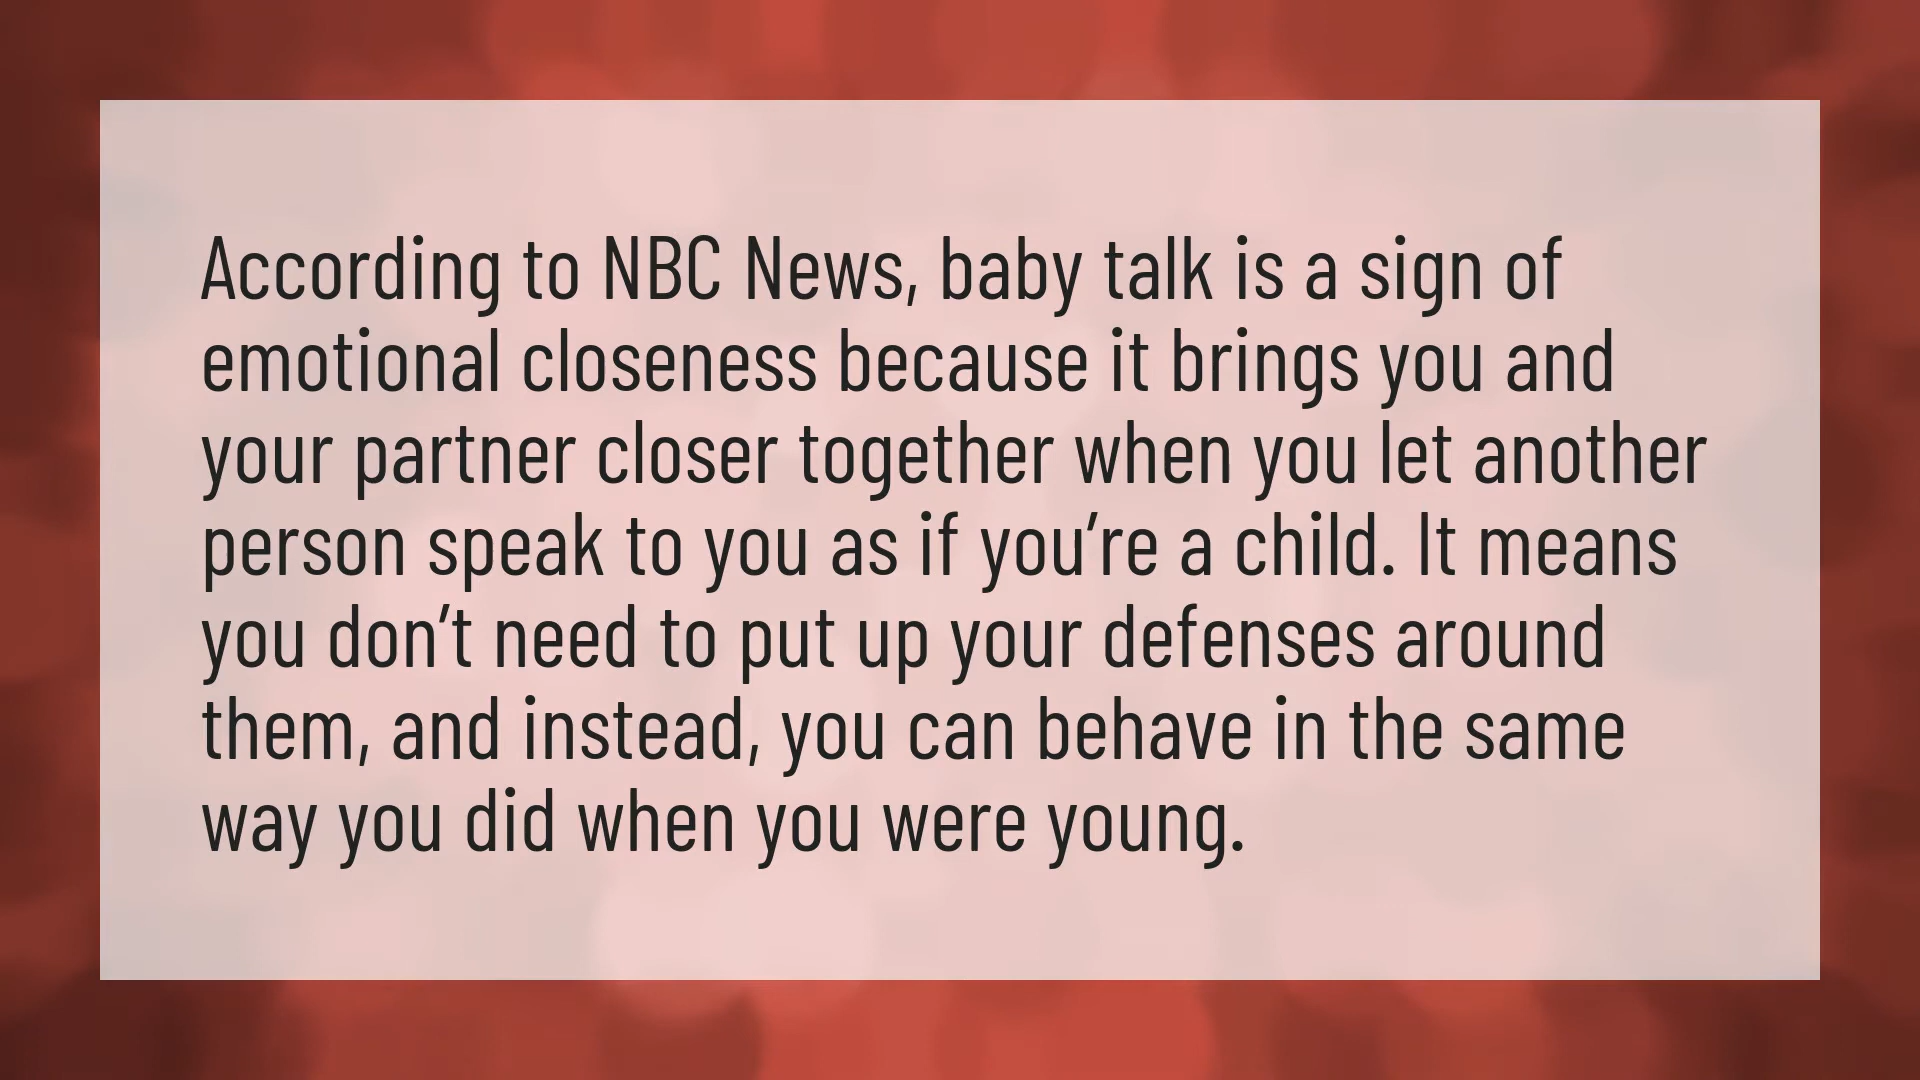 According to NBC News, baby talk is a sign of
emotional closeness because it brings you and
your partner closer together when you let another
person speak to you as if you’re a child. It means
you don’t need to put up your defenses around
them, and instead, you can behave in the same
way you did when you were young.